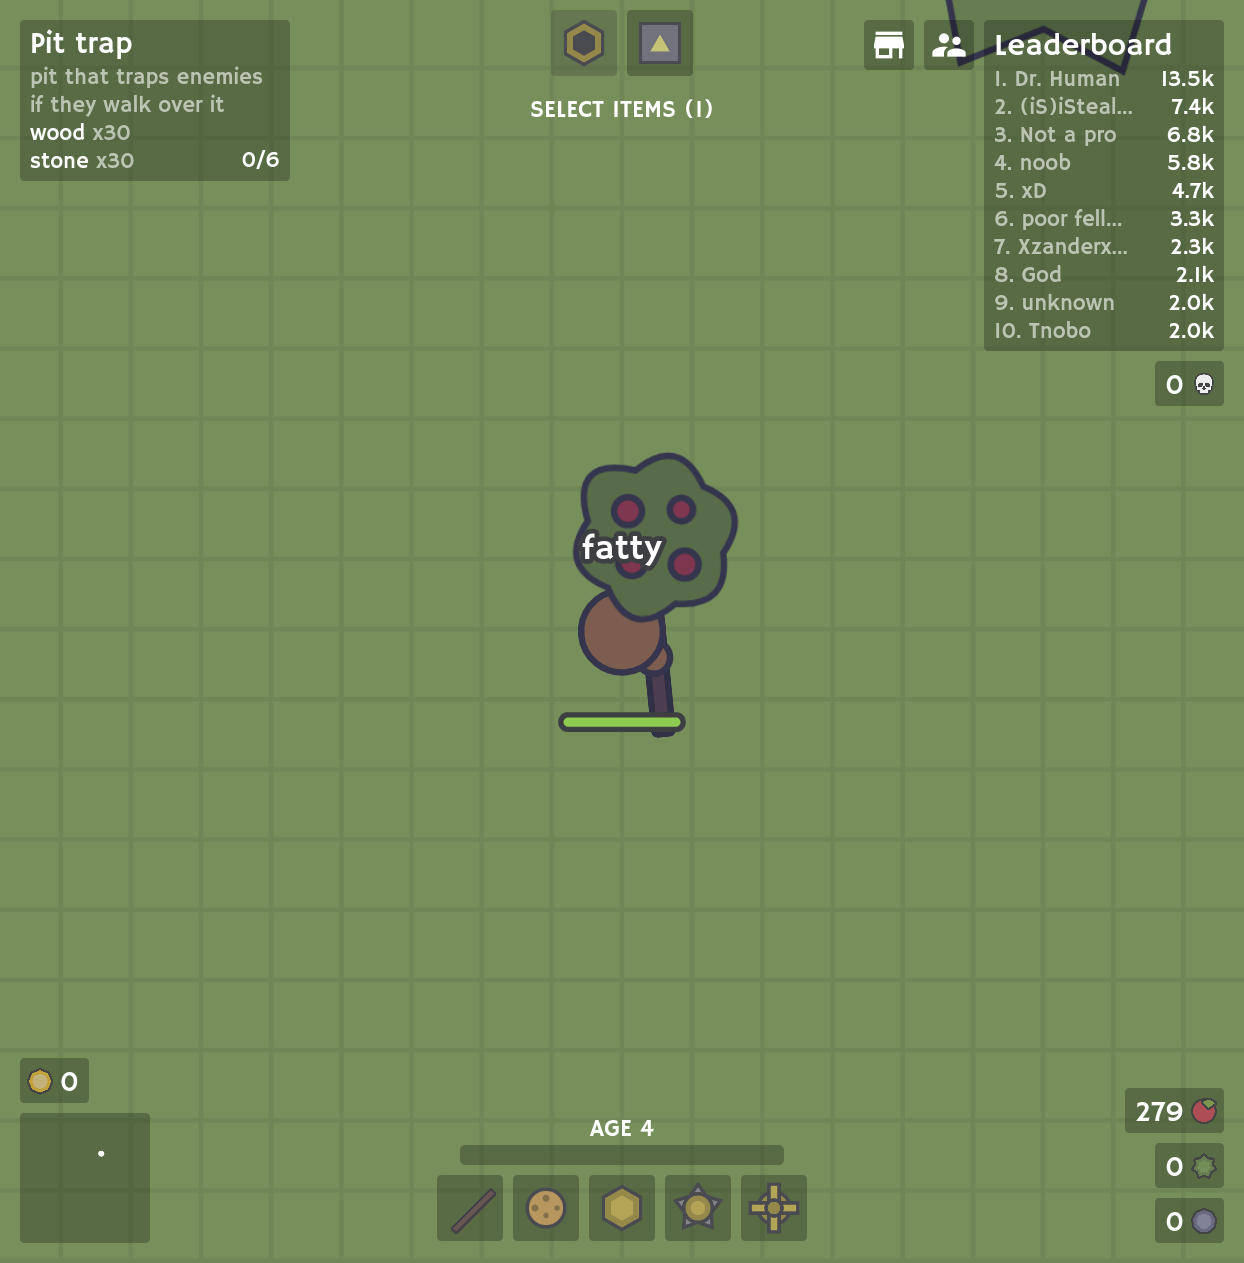 Pit trap
pit that traps enemies
if they walk over it
wood x30
stone x30 0/6
SELECT ITEMS (1)
Leaderboard
1. Dr. Human 13.5k
2. (iS)iSteal... 7.4k
3. Not a pro 6.8k
4. noob 5.8k
5. xD 4.7k
6. poor fell... 3.3k
7. Xzanderx... 2.3k
8. God 2.1k
9. unknown 2.0k
10. Tnobo 2.0k
0
fatty
0
AGE 4
279
0
0